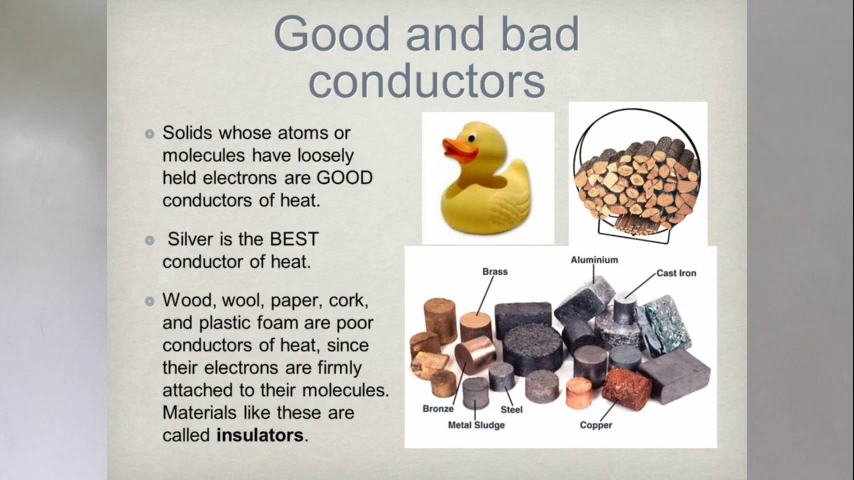 Good and bad
conductors
Solids whose atoms or
molecules have loosely
held electrons are GOOD
conductors of heat.
Silver is the BEST
conductor of heat.
Wood, wool, paper, cork,
and plastic foam are poor
conductors of heat, since
their electrons are firmly
attached to their molecules.
Materials like these are
called insulators.
Aluminium
Brass
Cast Iron
Bronze
Steel
Metal Sludge
Copper